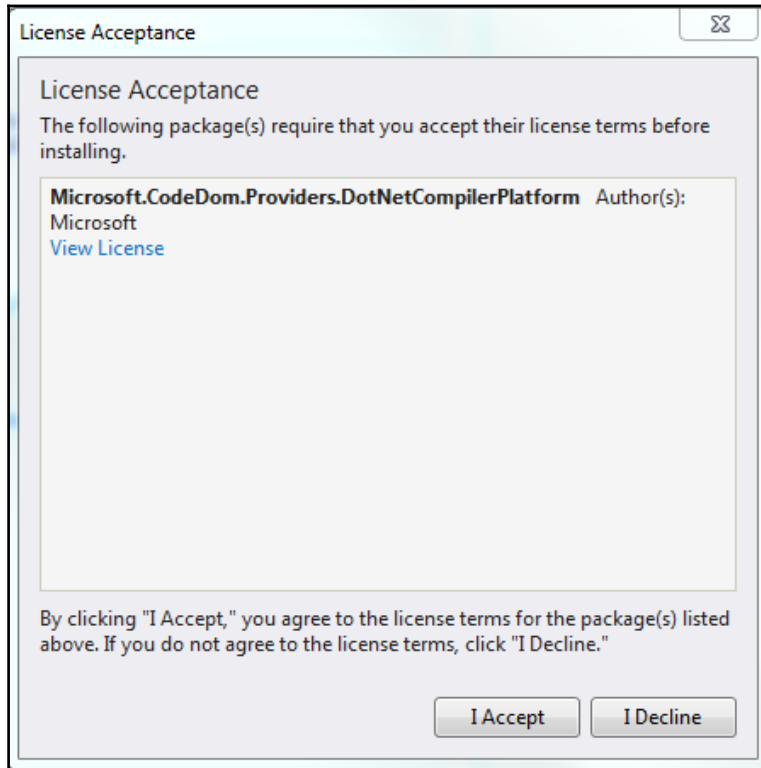 License Acceptance
License Acceptance
The following package(s) require that you accept their license terms before
installing.
Microsoft.CodeDom.Providers.DotNetCompilerPlatform Author(s):
Microsoft
View License
By clicking "I Accept," you agree to the license terms for the package(s) listed
above. If you do not agree to the license terms, click "I Decline."
I Accept I Decline